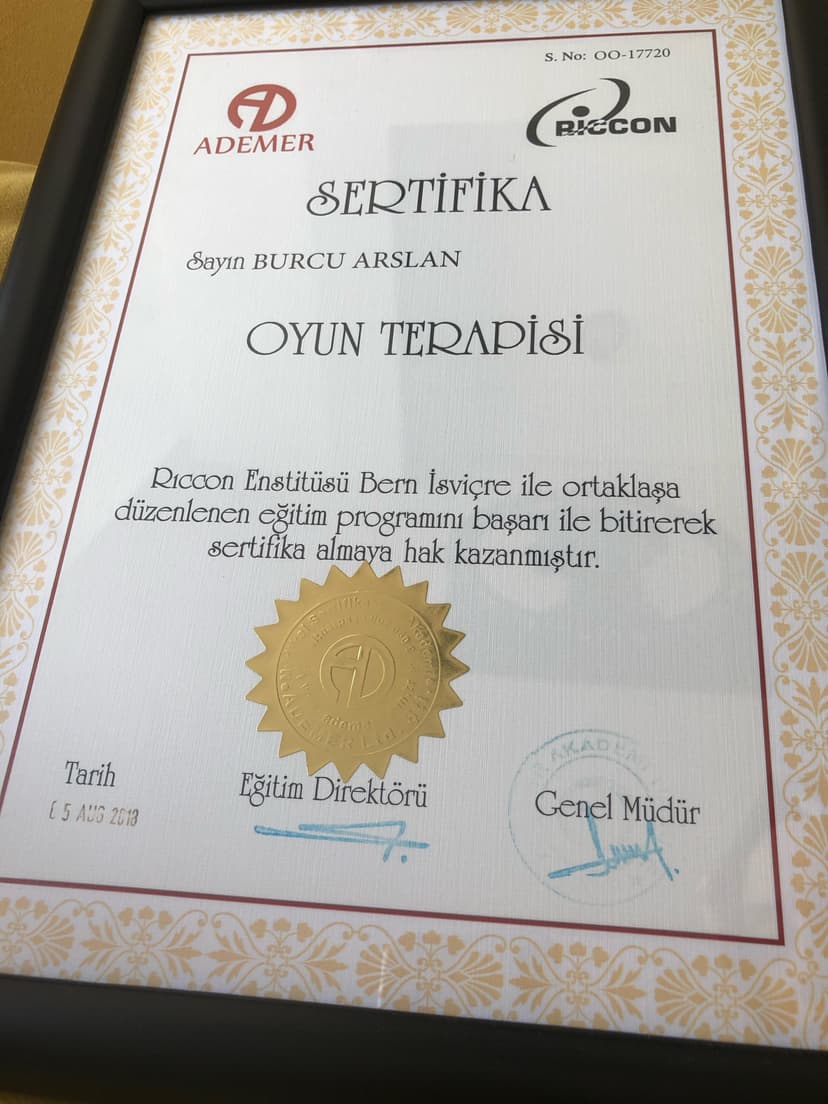 S. No: OO-17720
ADEMER
RICCON
SERTİFİKA
Sayın BURCU ARSLAN
OYUN TERAPİSİ
Rıccon Enstitüsü Bern İsviçre ile ortaklaşa
düzenlenen eğitim programını başarı ile bitirerek
sertifika almaya hak kazanmıştır.
Tarih
Eğitim Direktörü
Genel Müdür
5 AUG 2018
AKADEMİ